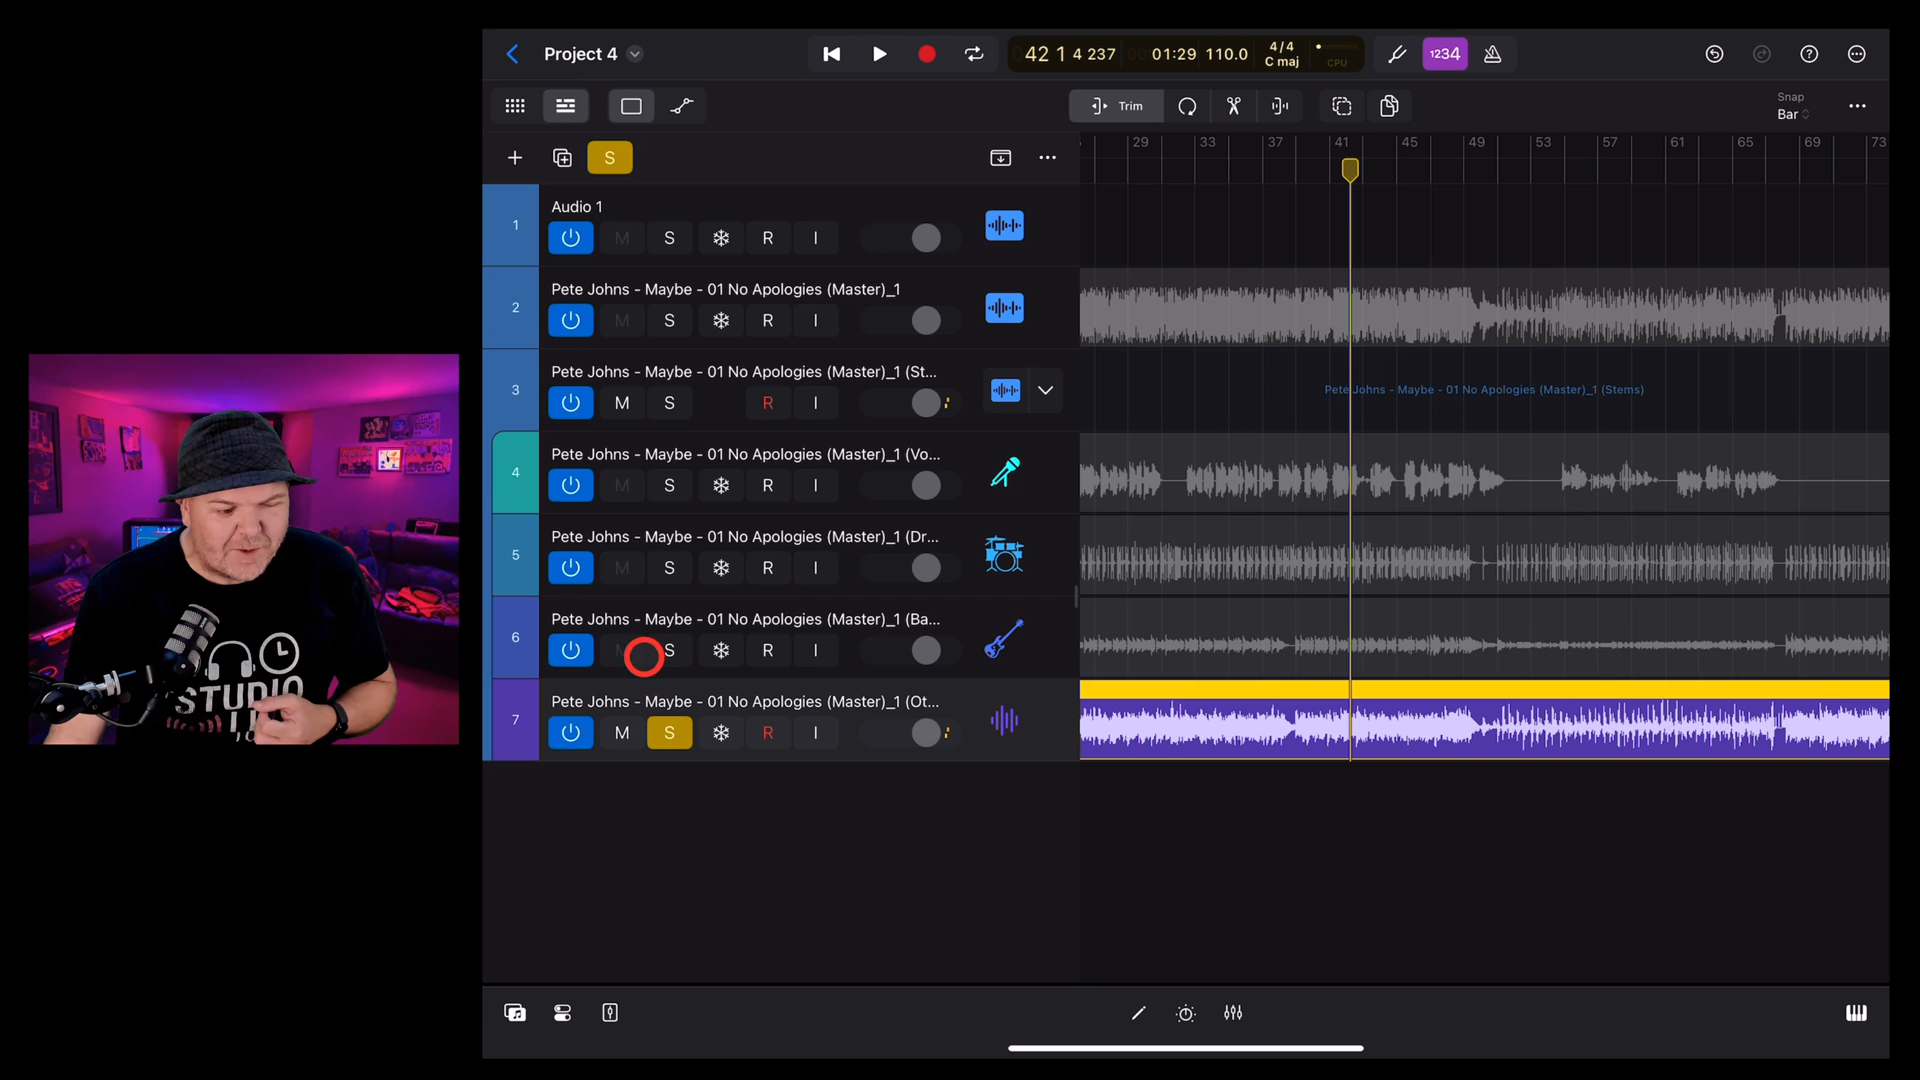 Project 4
42 1 4 237
01:29
110.0
4/4
C maj
CPU
1234
Trim
Snap
Bar
S
29 33 37 41 45 49 53 57 61 65 69 73
1
Audio 1
M S R I
2
Pete Johns - Maybe - 01 No Apologies (Master)_1
M S R I
3
Pete Johns - Maybe - 01 No Apologies (Master)_1 (St...
M S R I
Pete Johns - Maybe - 01 No Apologies (Master)_1 (Stems)
4
Pete Johns - Maybe - 01 No Apologies (Master)_1 (Vo...
M S R I
5
Pete Johns - Maybe - 01 No Apologies (Master)_1 (Dr...
M S R I
6
Pete Johns - Maybe - 01 No Apologies (Master)_1 (Ba...
M S R I
7
Pete Johns - Maybe - 01 No Apologies (Master)_1 (Ot...
M S R I
STUDIO